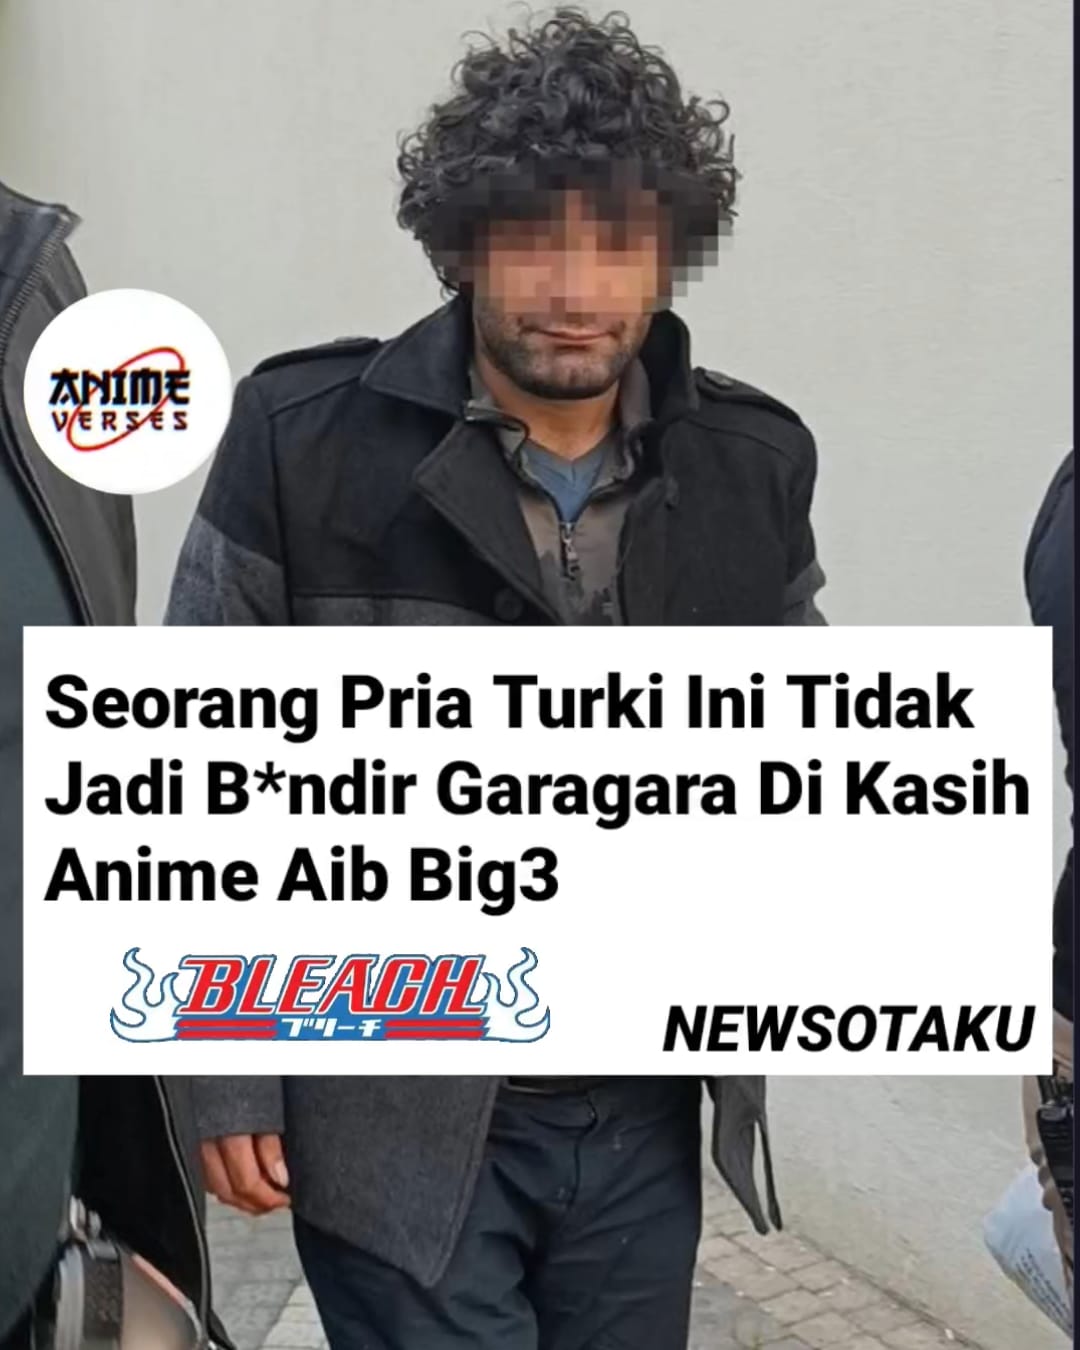 ANIME
VERSES
Seorang Pria Turki Ini Tidak
Jadi B*ndir Garagara Di Kasih
Anime Aib Big3
BLEACH
ブリーチ
NEWSOTAKU